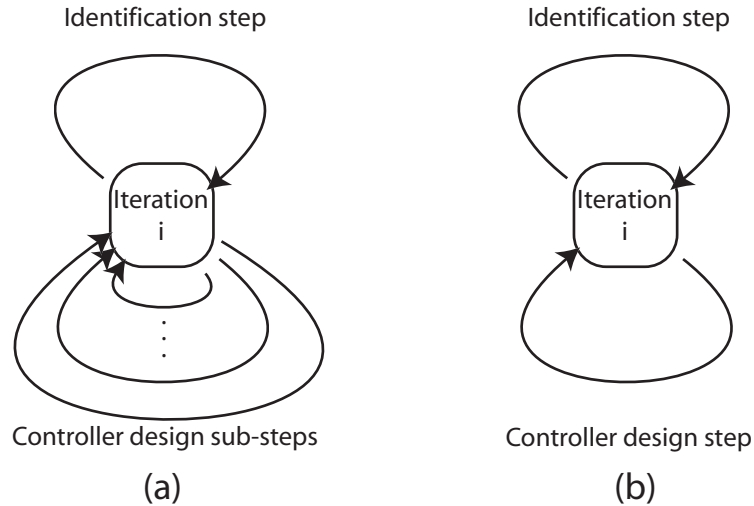 Identification step
Iteration
i
Controller design sub-steps
(a)
Identification step
Iteration
i
Controller design step
(b)